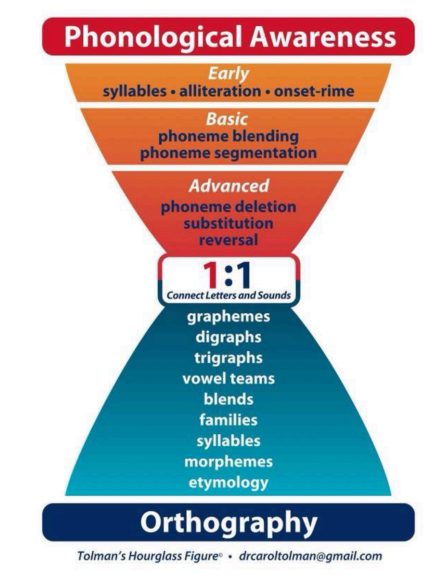 Phonological Awareness
Early
syllables • alliteration • onset-rime
Basic
phoneme blending
phoneme segmentation
Advanced
phoneme deletion
substitution
reversal
1:1
Connect Letters and Sounds
graphemes
digraphs
trigraphs
vowel teams
blends
families
syllables
morphemes
etymology
Orthography
Tolman's Hourglass Figure© • drcaroltolman@gmail.com